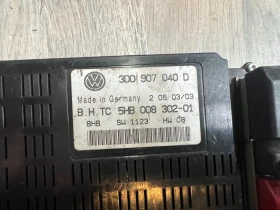 3D0 907 040 D
Made in Germany 2 05/03/03
B.H.TC 5HB 008 302-01
BHB SW 1123 HW 08